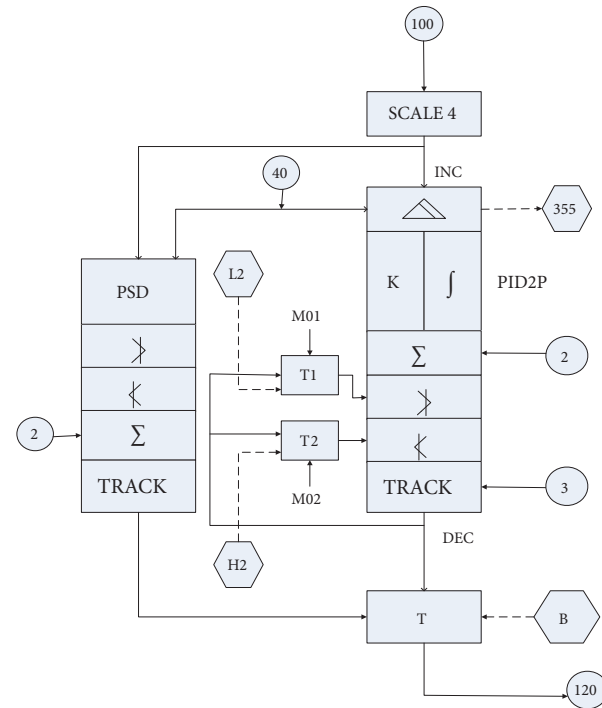 100
SCALE 4
INC
40
355
L2
PSD
K ∫
PID2P
M01
Σ
2
T1
2
Σ
T2
TRACK
TRACK
3
M02
DEC
H2
T
B
120